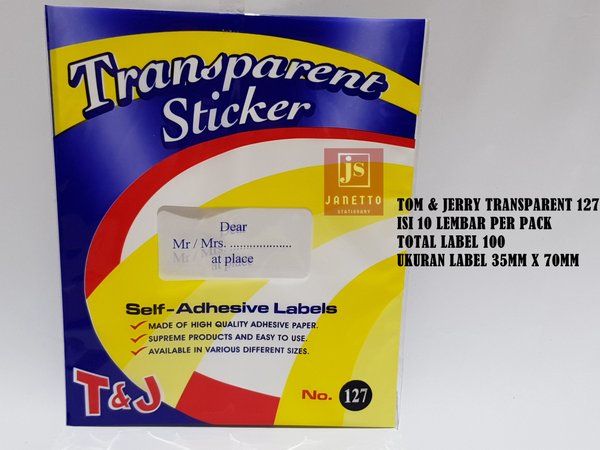 Transparent
Sticker
js
JANETTO
STATIONARY
TOM & JERRY TRANSPARENT 127
ISI 10 LEMBAR PER PACK
TOTAL LABEL 100
UKURAN LABEL 35MM X 70MM
Dear
Mr / Mrs. ...................
at place
Self-Adhesive Labels
MADE OF HIGH QUALITY ADHESIVE PAPER.
SUPREME PRODUCTS AND EASY TO USE.
AVAILABLE IN VARIOUS DIFFERENT SIZES.
T&J
No. 127